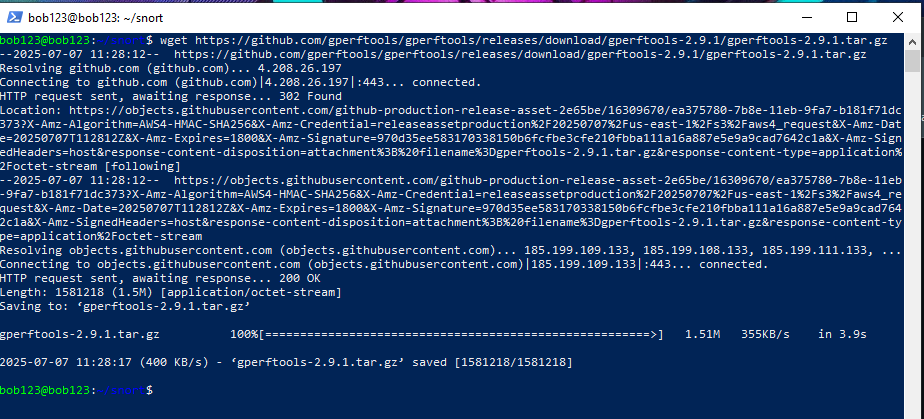 bob123@bob123: ~/snort
bob123@bob123:~/snort$ wget https://github.com/gperftools/gperftools/releases/download/gperftools-2.9.1/gperftools-2.9.1.tar.gz
--2025-07-07 11:28:12--  https://github.com/gperftools/gperftools/releases/download/gperftools-2.9.1/gperftools-2.9.1.tar.gz
Resolving github.com (github.com)... 4.208.26.197
Connecting to github.com (github.com)|4.208.26.197|:443... connected.
HTTP request sent, awaiting response... 302 Found
Location: https://objects.githubusercontent.com/github-production-release-asset-2e65be/16309670/ea375780-7b8e-11eb-9fa7-b181f71dc
373?X-Amz-Algorithm=AWS4-HMAC-SHA256&X-Amz-Credential=releaseassetproduction%2F20250707%2Fus-east-1%2Fs3%2Faws4_request&X-Amz-Dat
e=20250707T112812Z&X-Amz-Expires=1800&X-Amz-Signature=970d35ee583170338150b6fcfbe3cfe210fbba111a16a887e5e9a9cad7642c1a&X-Amz-Sign
edHeaders=host&response-content-disposition=attachment%3B%20filename%3Dgperftools-2.9.1.tar.gz&response-content-type=application%
2Foctet-stream [following]
--2025-07-07 11:28:12--  https://objects.githubusercontent.com/github-production-release-asset-2e65be/16309670/ea375780-7b8e-11eb
-9fa7-b181f71dc373?X-Amz-Algorithm=AWS4-HMAC-SHA256&X-Amz-Credential=releaseassetproduction%2F20250707%2Fus-east-1%2Fs3%2Faws4_re
quest&X-Amz-Date=20250707T112812Z&X-Amz-Expires=1800&X-Amz-Signature=970d35ee583170338150b6fcfbe3cfe210fbba111a16a887e5e9a9cad764
2c1a&X-Amz-SignedHeaders=host&response-content-disposition=attachment%3B%20filename%3Dgperftools-2.9.1.tar.gz&response-content-ty
pe=application%2Foctet-stream
Resolving objects.githubusercontent.com (objects.githubusercontent.com)... 185.199.109.133, 185.199.108.133, 185.199.111.133, ...
Connecting to objects.githubusercontent.com (objects.githubusercontent.com)|185.199.109.133|:443... connected.
HTTP request sent, awaiting response... 200 OK
Length: 1581218 (1.5M) [application/octet-stream]
Saving to: ‘gperftools-2.9.1.tar.gz’
gperftools-2.9.1.tar.gz          100%[=======================================================>]   1.51M   355KB/s    in 3.9s
2025-07-07 11:28:17 (400 KB/s) - ‘gperftools-2.9.1.tar.gz’ saved [1581218/1581218]
bob123@bob123:~/snort$